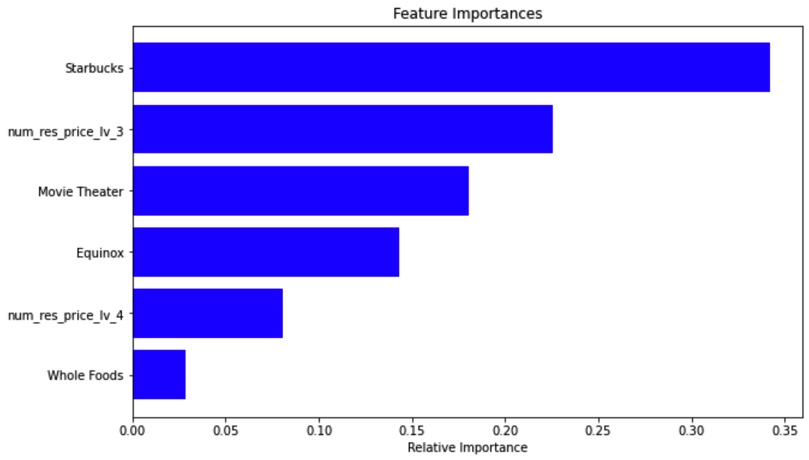 Feature Importances
Starbucks
num_res_price_lv_3
Movie Theater
Equinox
num_res_price_lv_4
Whole Foods
0.00 0.05 0.10 0.15 0.20 0.25 0.30 0.35
Relative Importance